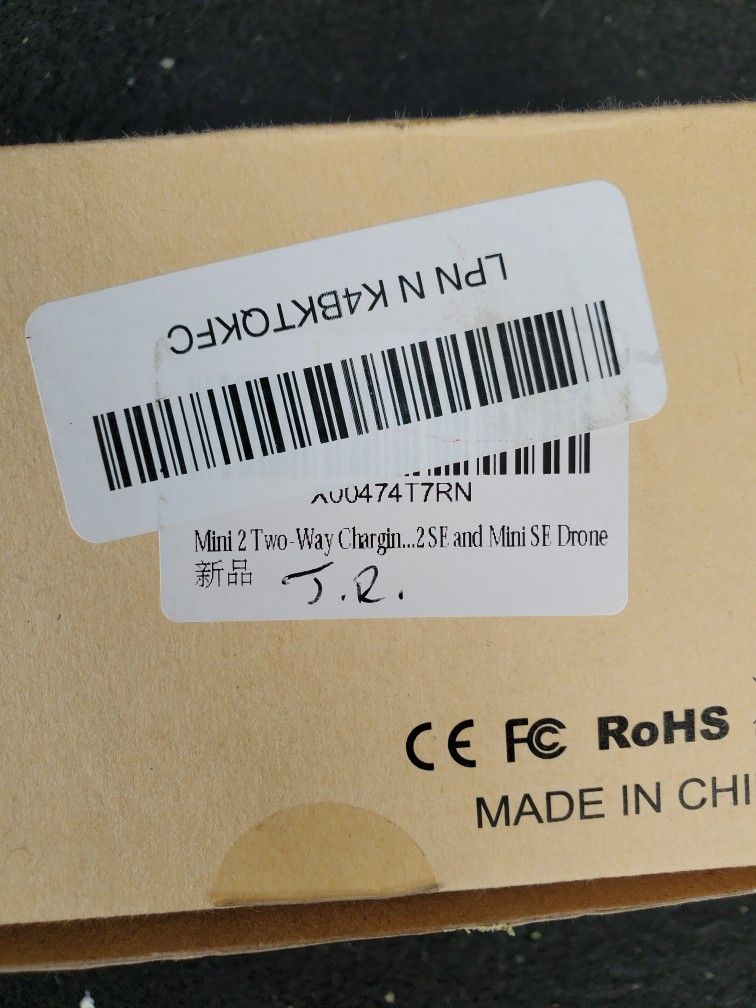 LPN N K4BKTQKFC
X00474T7RN
Mini 2 Two-Way Chargin...2 SE and Mini SE Drone
新品 J.R.
CE FC RoHS
MADE IN CHI